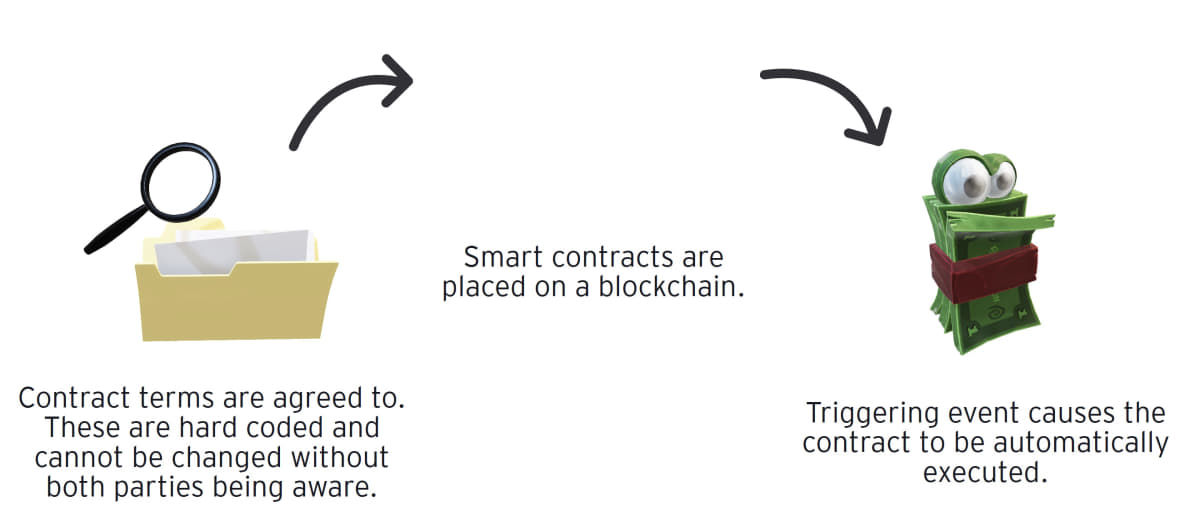 Contract terms are agreed to.
These are hard coded and
cannot be changed without
both parties being aware.
Smart contracts are
placed on a blockchain.
Triggering event causes the
contract to be automatically
executed.